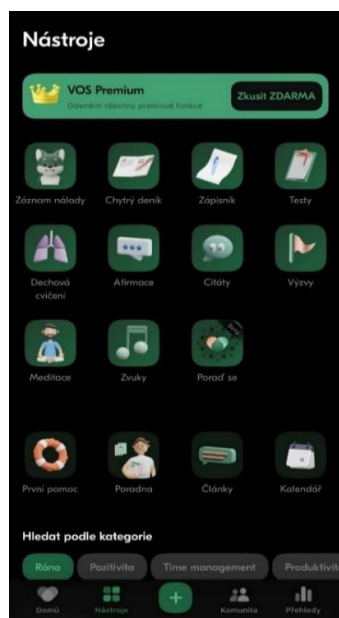 Nástroje
VOS Premium
Odemkni všechny prémiové funkce
Zkusit ZDARMA
Záznam nálady
Chytrý deník
Zápisník
Testy
Dechová
cvičení
Afirmace
Citáty
Výzvy
Meditace
Zvuky
Beta
Poraď se
První pomoc
Poradna
Články
Kalendář
Hledat podle kategorie
Ráno
Pozitivita
Time management
Produktivit
Domů
Nástroje
Komunita
Přehledy